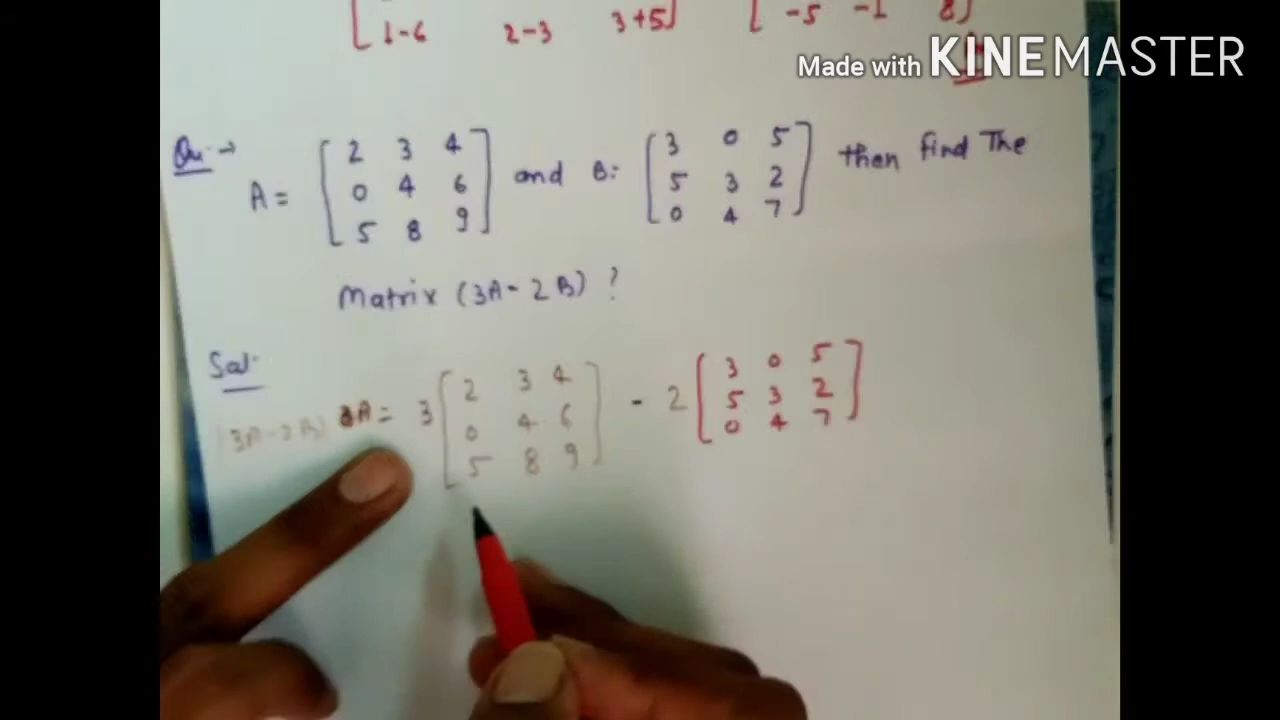 1-6 2-3 3+5] [-5 -1 8]
Made with KINEMASTER
Qu:→ A = [2 3 4 and B: [3 0 5 then find The
0 4 6 5 3 2
5 8 9] 0 4 7]
Matrix (3A - 2B) ?
Sol:
(3A-2B) 3A = 3 [2 3 4 - 2 [3 0 5
0 4 6 5 3 2
5 8 9] 0 4 7]